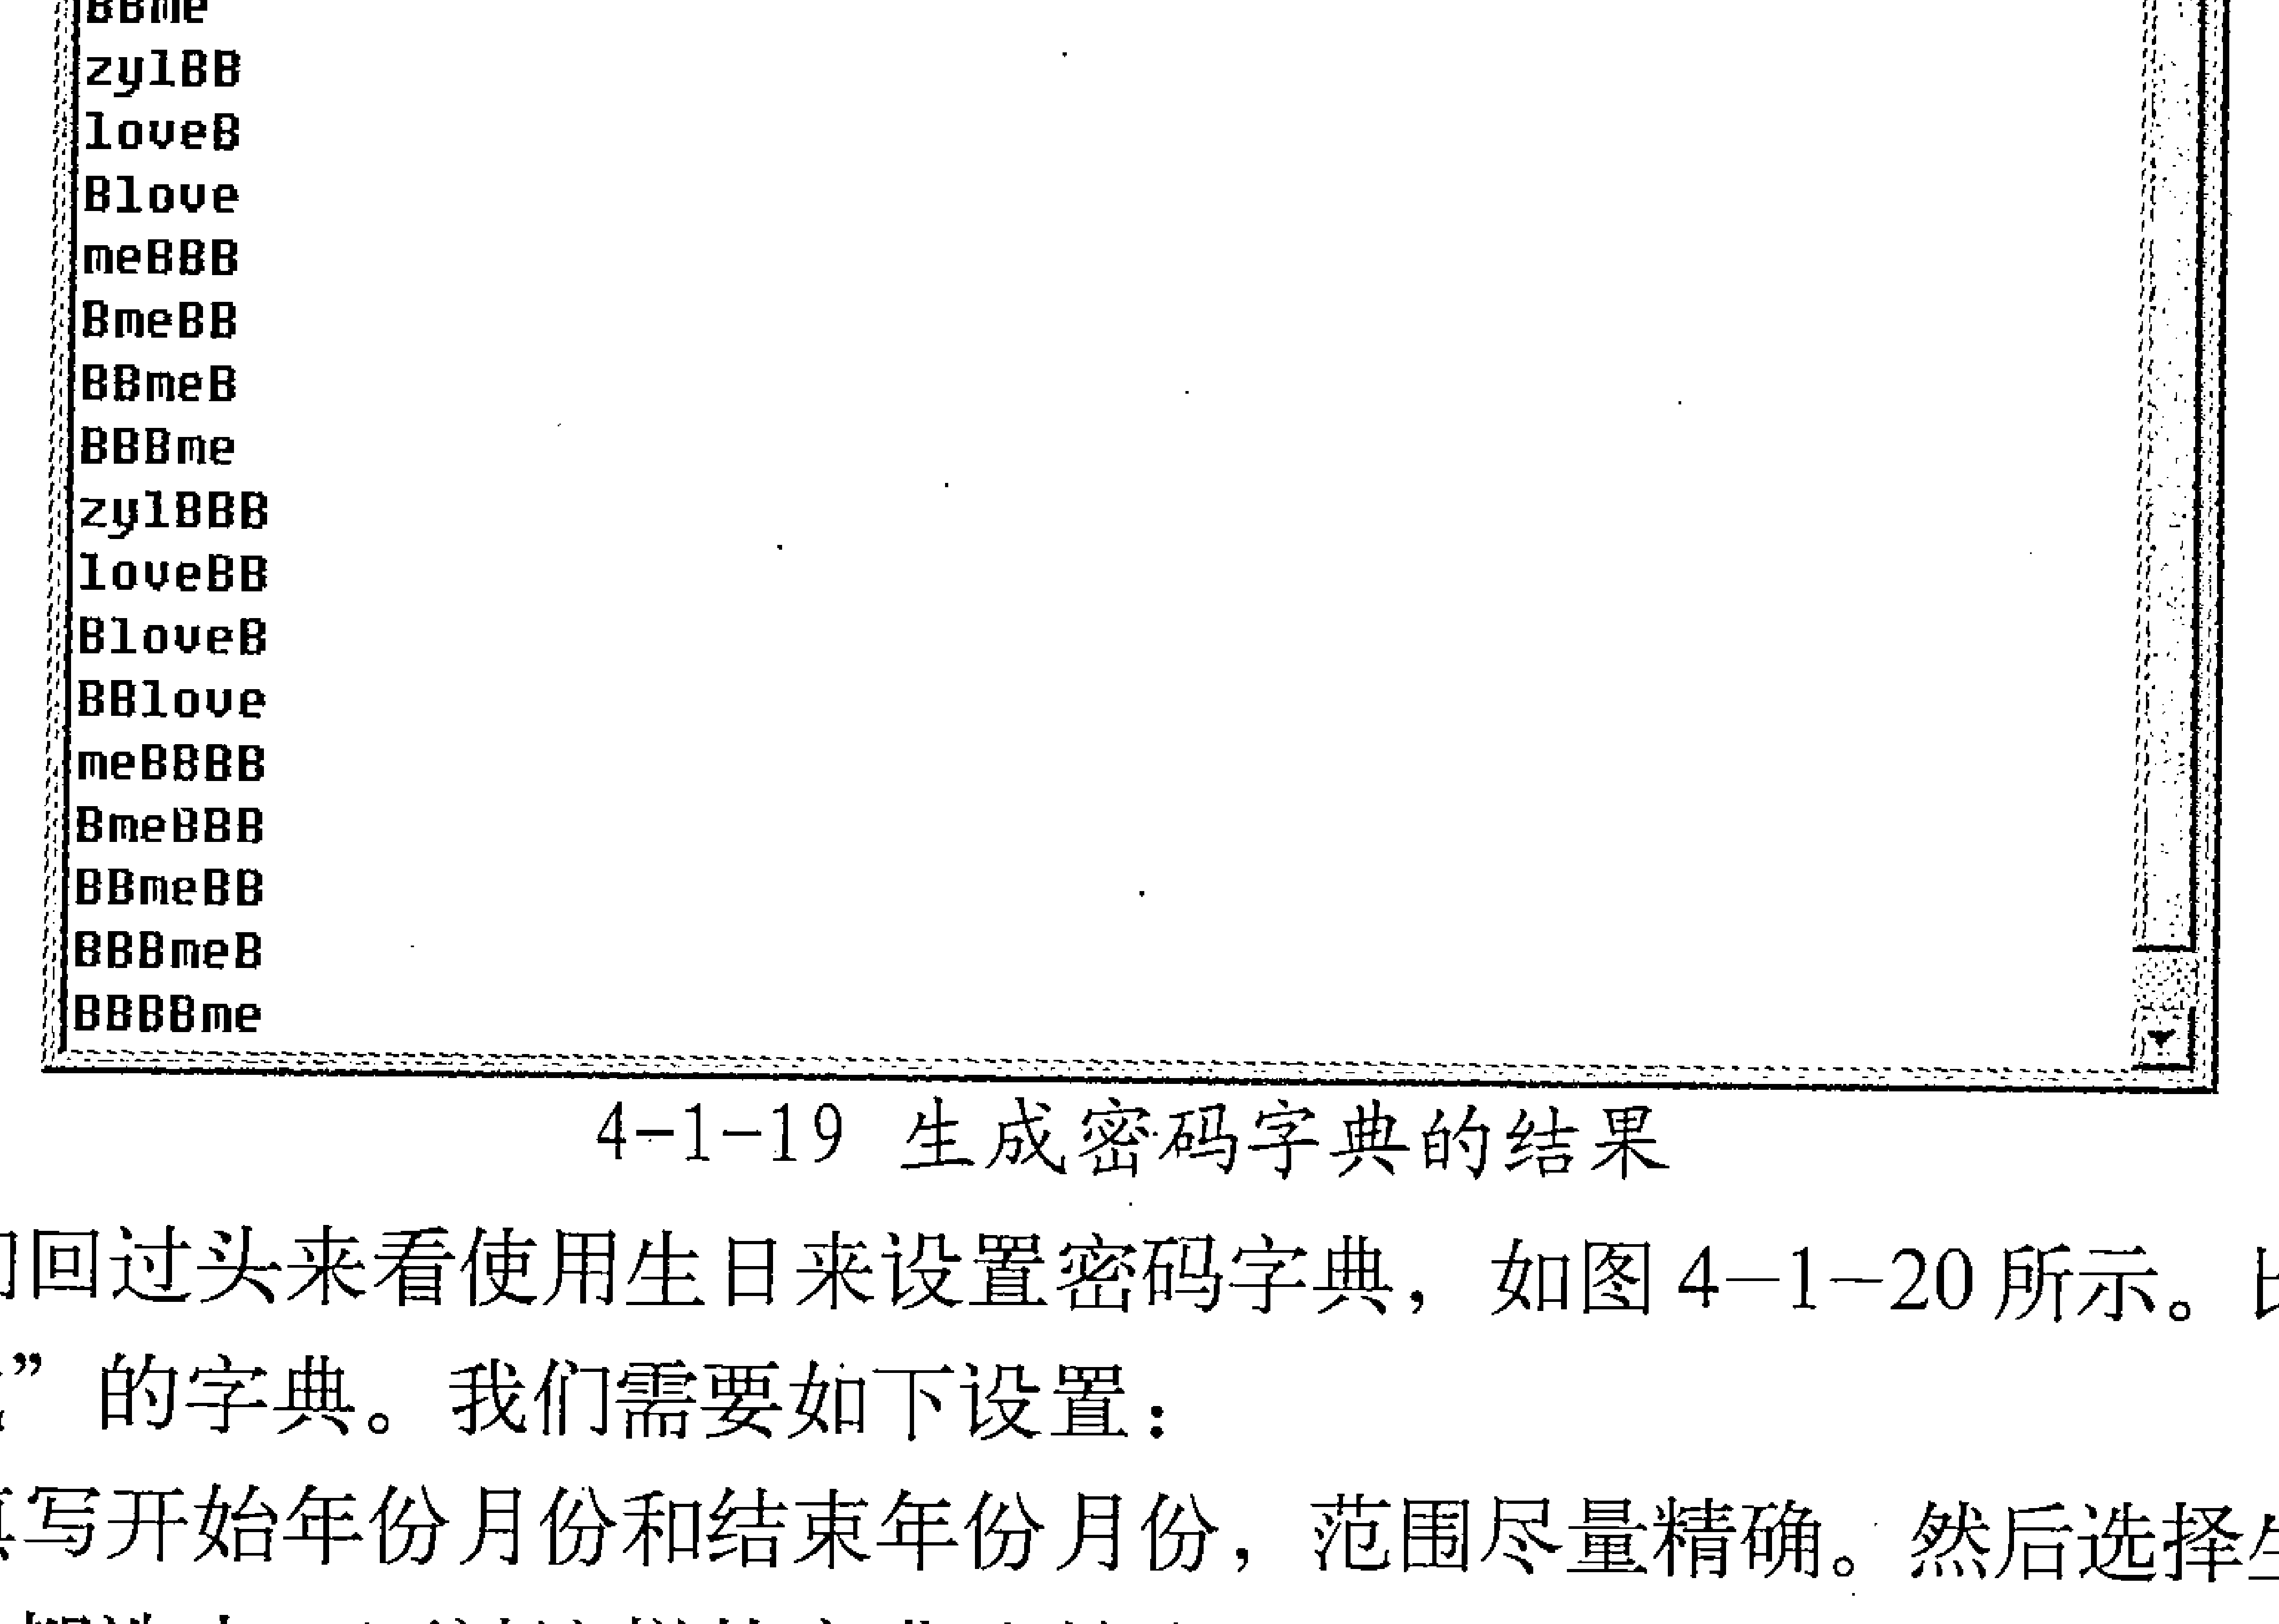 BBme
zylBB
loveB
Blove
meBBB
BmeBB
BBmeB
BBBme
zylBBB
loveBB
BloveB
BBlove
meBBBB
BmeBBB
BBmeBB
BBBmeB
BBBBme
4-1-19 生成密码字典的结果
回过头来看使用生日来设置密码字典，如图4-1-20所示。
”的字典。我们需要如下设置：
写开始年份月份和结束年份月份，范围尽量精确。然后选择